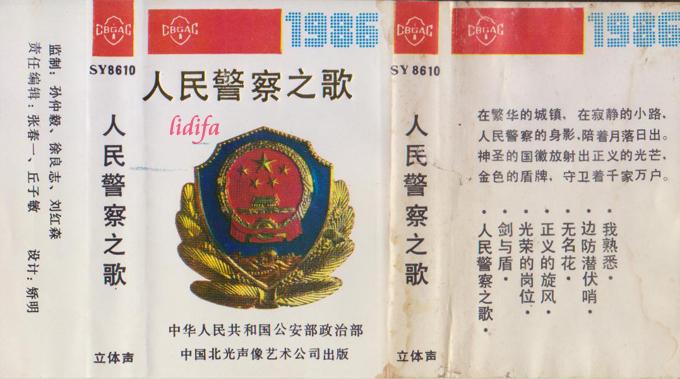 监制：孙仲毅、徐良志、刘红森
责任编辑：张春一、丘子敏
设计：矫明
CBGAC
SY8610
人民警察之歌
立体声
CBGAC
1986
人民警察之歌
lidifa
中华人民共和国公安部政治部
中国北光声像艺术公司出版
CBGAC
SY8610
人民警察之歌
立体声
CBGAC
1986
在繁华的城镇，在寂静的小路，
人民警察的身影，陪着月落日出。
神圣的国徽放射出正义的光芒，
金色的盾牌，守卫着千家万户。
·我熟悉·
·边防潜伏哨·
·无名花·
·正义的旋风·
·光荣的岗位·
·剑与盾·
·人民警察之歌·